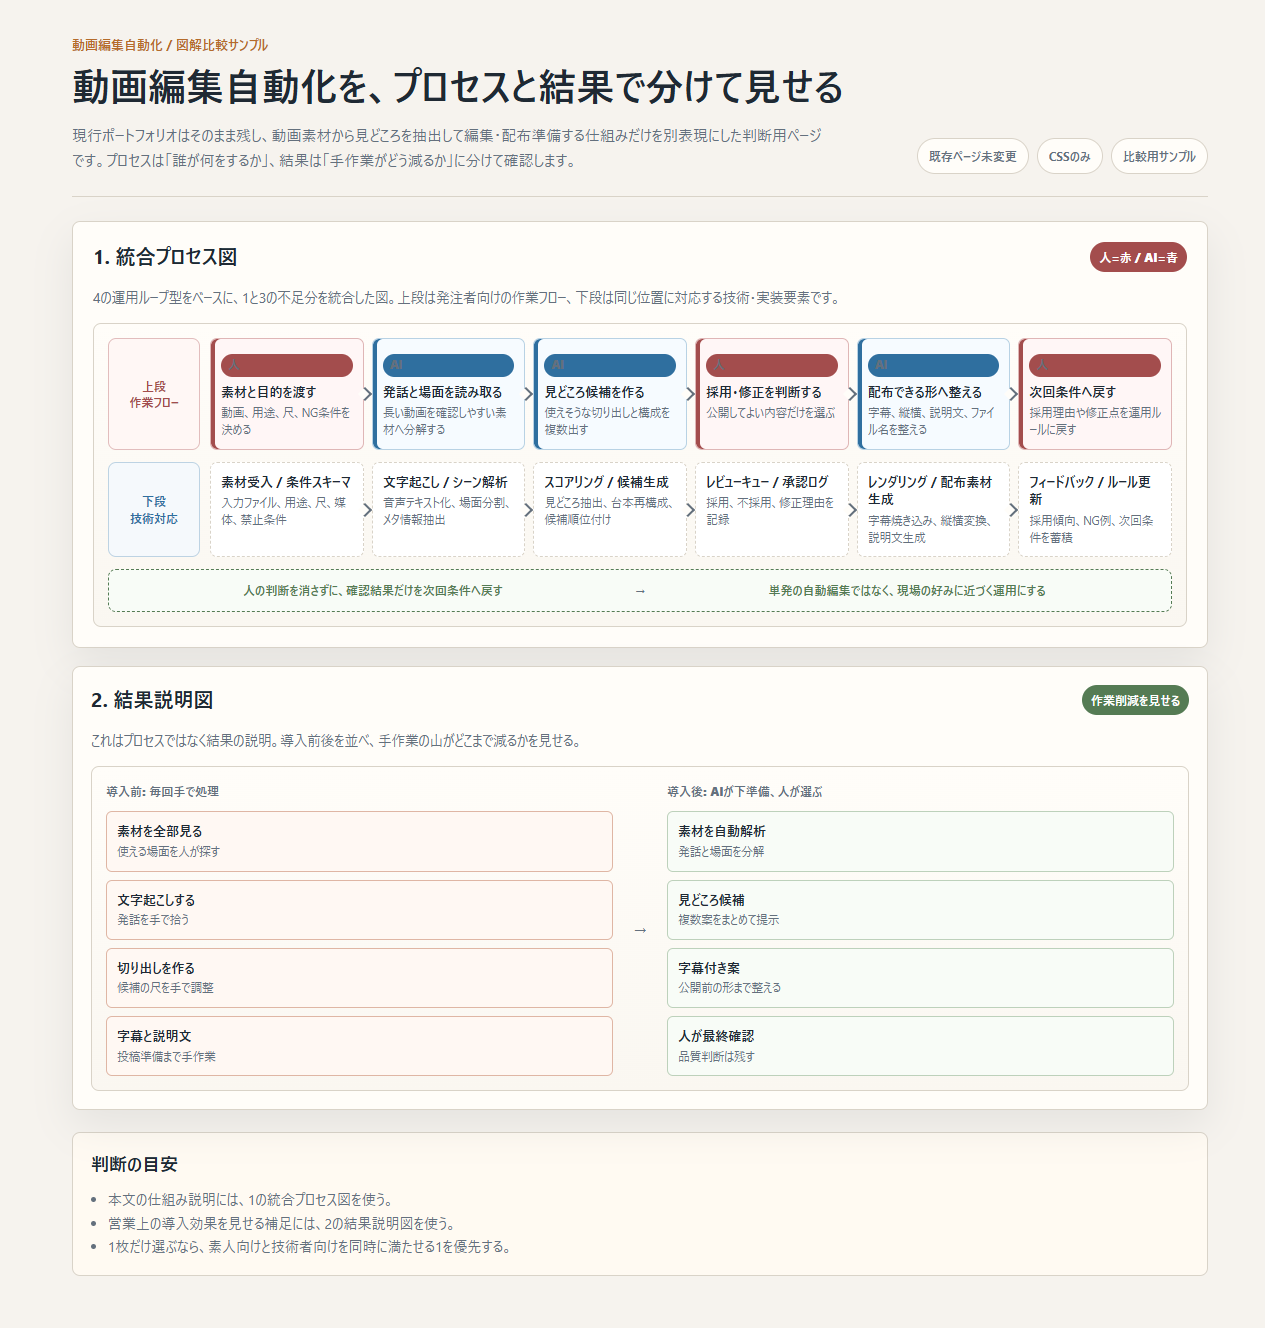 動画編集自動化 / 図解比較サンプル
動画編集自動化を、プロセスと結果で分けて見せる
現行ポートフォリオはそのまま残し、動画素材から見どころを抽出して編集・配布準備する仕組みだけを別表現にした判断用ページ
です。プロセスは「誰が何をするか」、結果は「手作業がどう減るか」に分けて確認します。
既存ページ未変更
CSSのみ
比較用サンプル
1. 統合プロセス図
人=赤 / AI=青
4の運用ループ型をベースに、1と3の不足分を統合した図。上段は発注者向けの作業フロー、下段は同じ位置に対応する技術・実装要素です。
上段
作業フロー
人
素材と目的を渡す
動画、用途、尺、NG条件を
決める
AI
発話と場面を読み取る
長い動画を確認しやすい素
材へ分解する
AI
見どころ候補を作る
使えそうな切り出しと構成を
複数出す
人
採用・修正を判断する
公開してよい内容だけを選ぶ
AI
配布できる形へ整える
字幕、縦横、説明文、ファイ
ル名を整える
人
次回条件へ戻す
採用理由や修正点を運用ル
ールに戻す
下段
技術対応
素材受入 / 条件スキーマ
入力ファイル、用途、尺、媒
体、禁止条件
文字起こし / シーン解析
音声テキスト化、場面分割、
メタ情報抽出
スコアリング / 候補生成
見どころ抽出、台本再構成、
候補順位付け
レビューキュー / 承認ログ
採用、不採用、修正理由を
記録
レンダリング / 配布素材
生成
字幕焼き込み、縦横変換、
説明文生成
フィードバック / ルール更
新
採用傾向、NG例、次回条
件を蓄積
人の判断を消さずに、確認結果だけを次回条件へ戻す
→
単発の自動編集ではなく、現場の好みに近づく運用にする
2. 結果説明図
作業削減を見せる
これはプロセスではなく結果の説明。導入前後を並べ、手作業の山がどこまで減るかを見せる。
導入前: 毎回手で処理
素材を全部見る
使える場面を人が探す
文字起こしする
発話を手で拾う
切り出しを作る
候補の尺を手で調整
字幕と説明文
投稿準備まで手作業
→
導入後: AIが下準備、人が選ぶ
素材を自動解析
発話と場面を分解
見どころ候補
複数案をまとめて提示
字幕付き案
公開前の形まで整える
人が最終確認
品質判断は残す
判断の目安
• 本文の仕組み説明には、1の統合プロセス図を使う。
• 営業上の導入効果を見せる補足には、2の結果説明図を使う。
• 1枚だけ選ぶなら、素人向けと技術者向けを同時に満たせる1を優先する。